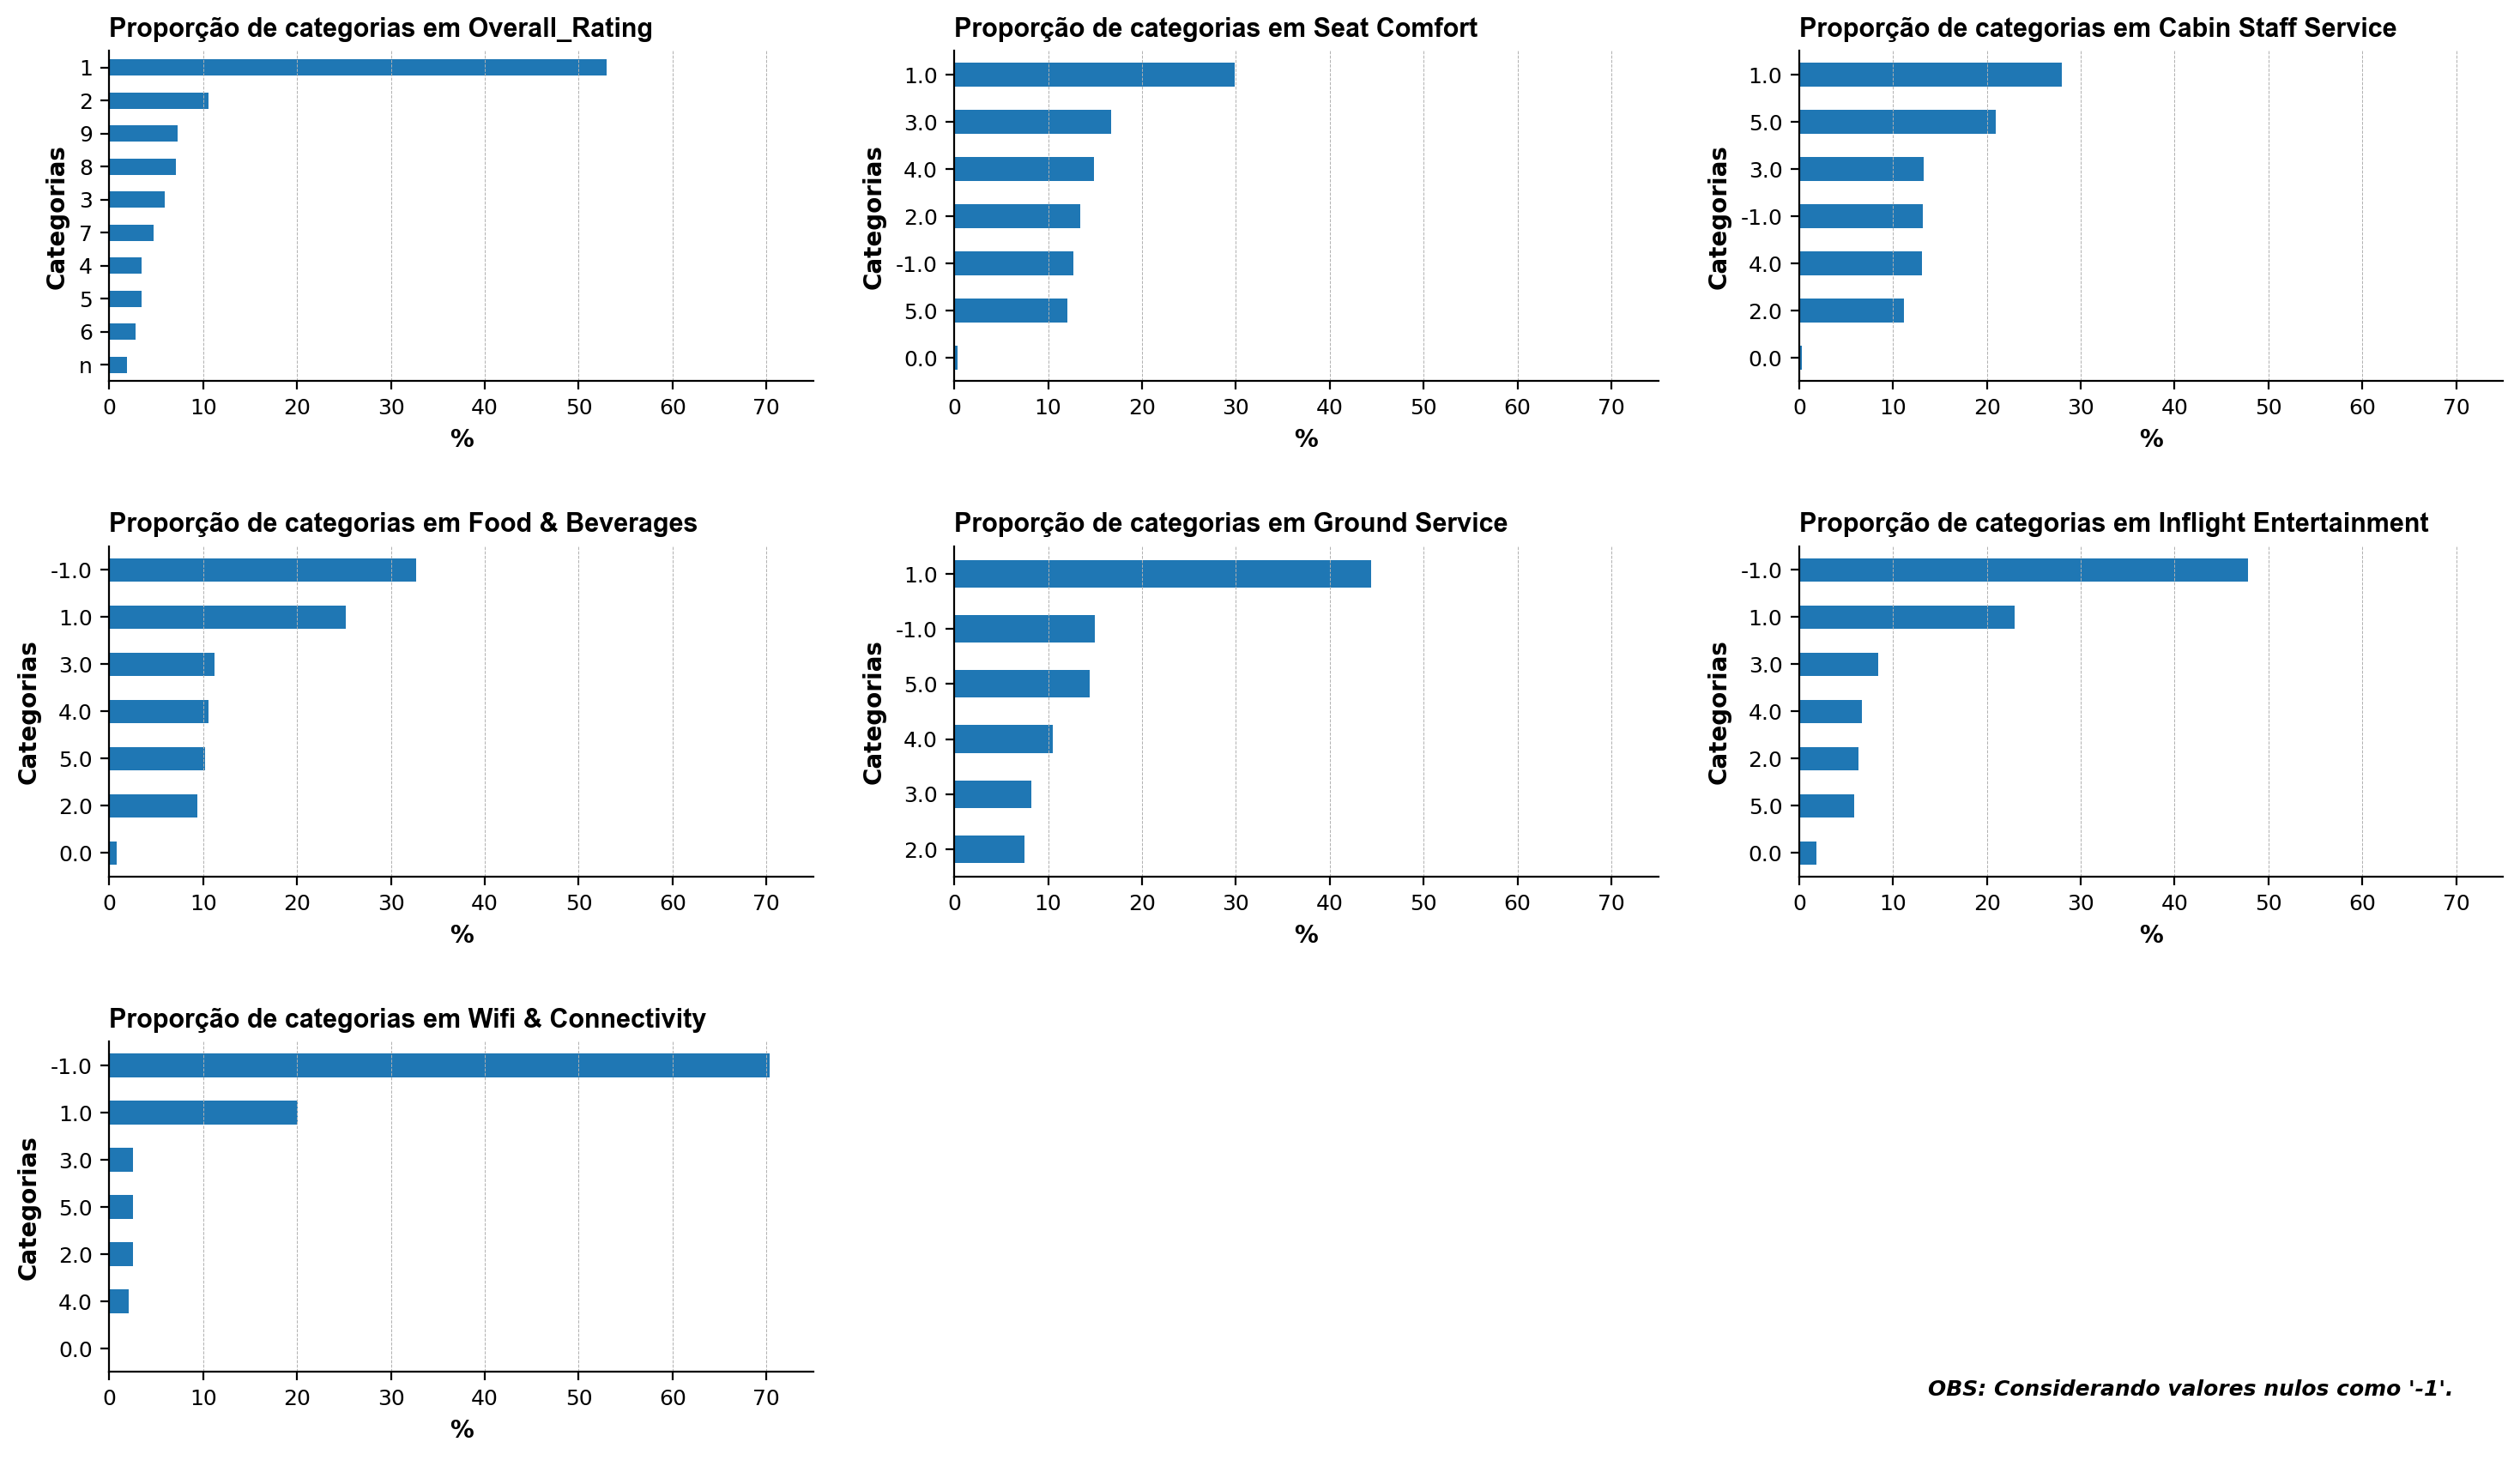 Proporção de categorias em Overall_Rating
Categorias
1
2
9
8
3
7
4
5
6
n
0 10 20 30 40 50 60 70
%
Proporção de categorias em Seat Comfort
Categorias
1.0
3.0
4.0
2.0
-1.0
5.0
0.0
0 10 20 30 40 50 60 70
%
Proporção de categorias em Cabin Staff Service
Categorias
1.0
5.0
3.0
-1.0
4.0
2.0
0.0
0 10 20 30 40 50 60 70
%
Proporção de categorias em Food & Beverages
Categorias
-1.0
1.0
3.0
4.0
5.0
2.0
0.0
0 10 20 30 40 50 60 70
%
Proporção de categorias em Ground Service
Categorias
1.0
-1.0
5.0
4.0
3.0
2.0
0 10 20 30 40 50 60 70
%
Proporção de categorias em Inflight Entertainment
Categorias
-1.0
1.0
3.0
4.0
2.0
5.0
0.0
0 10 20 30 40 50 60 70
%
Proporção de categorias em Wifi & Connectivity
Categorias
-1.0
1.0
3.0
5.0
2.0
4.0
0.0
0 10 20 30 40 50 60 70
%
OBS: Considerando valores nulos como '-1'.